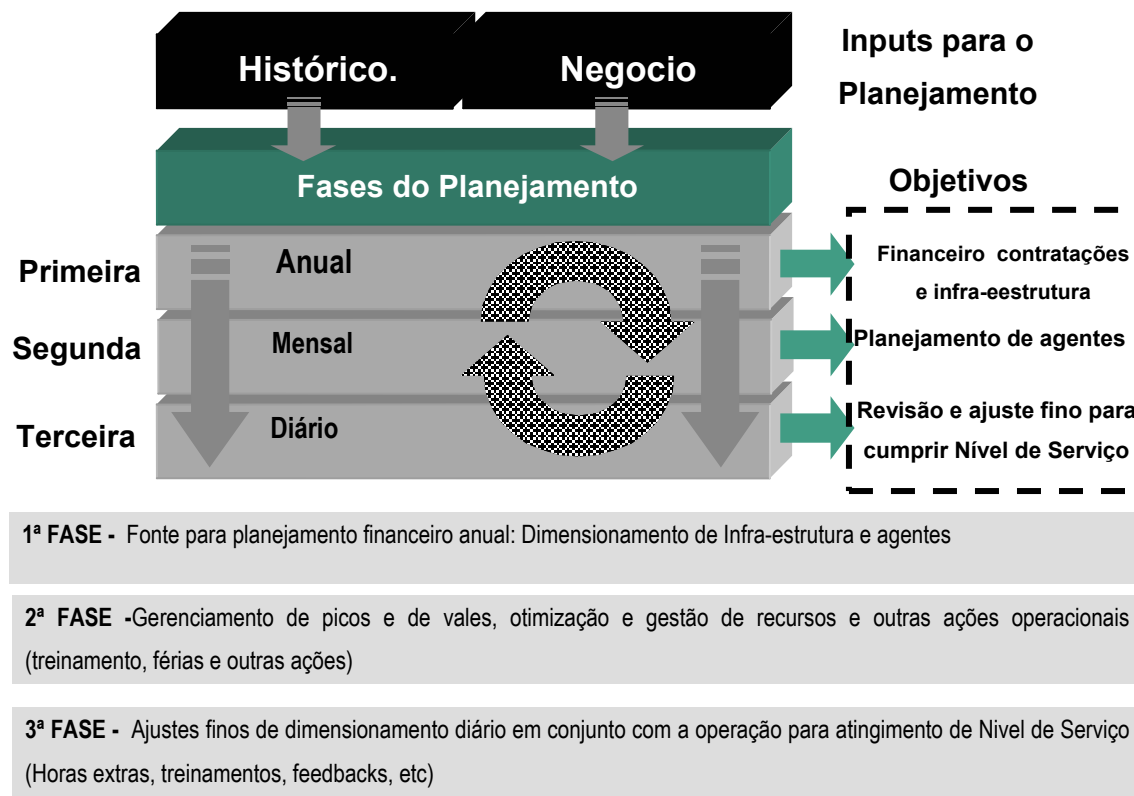 Histórico.
Negocio
Inputs para o
Planejamento
Fases do Planejamento
Objetivos
Primeira
Anual
Financeiro contratações
e infra-eestrutura
Segunda
Mensal
Planejamento de agentes
Terceira
Diário
Revisão e ajuste fino para
cumprir Nível de Serviço
1ª FASE - Fonte para planejamento financeiro anual: Dimensionamento de Infra-estrutura e agentes
2ª FASE -Gerenciamento de picos e de vales, otimização e gestão de recursos e outras ações operacionais
(treinamento, férias e outras ações)
3ª FASE - Ajustes finos de dimensionamento diário em conjunto com a operação para atingimento de Nivel de Serviço
(Horas extras, treinamentos, feedbacks, etc)